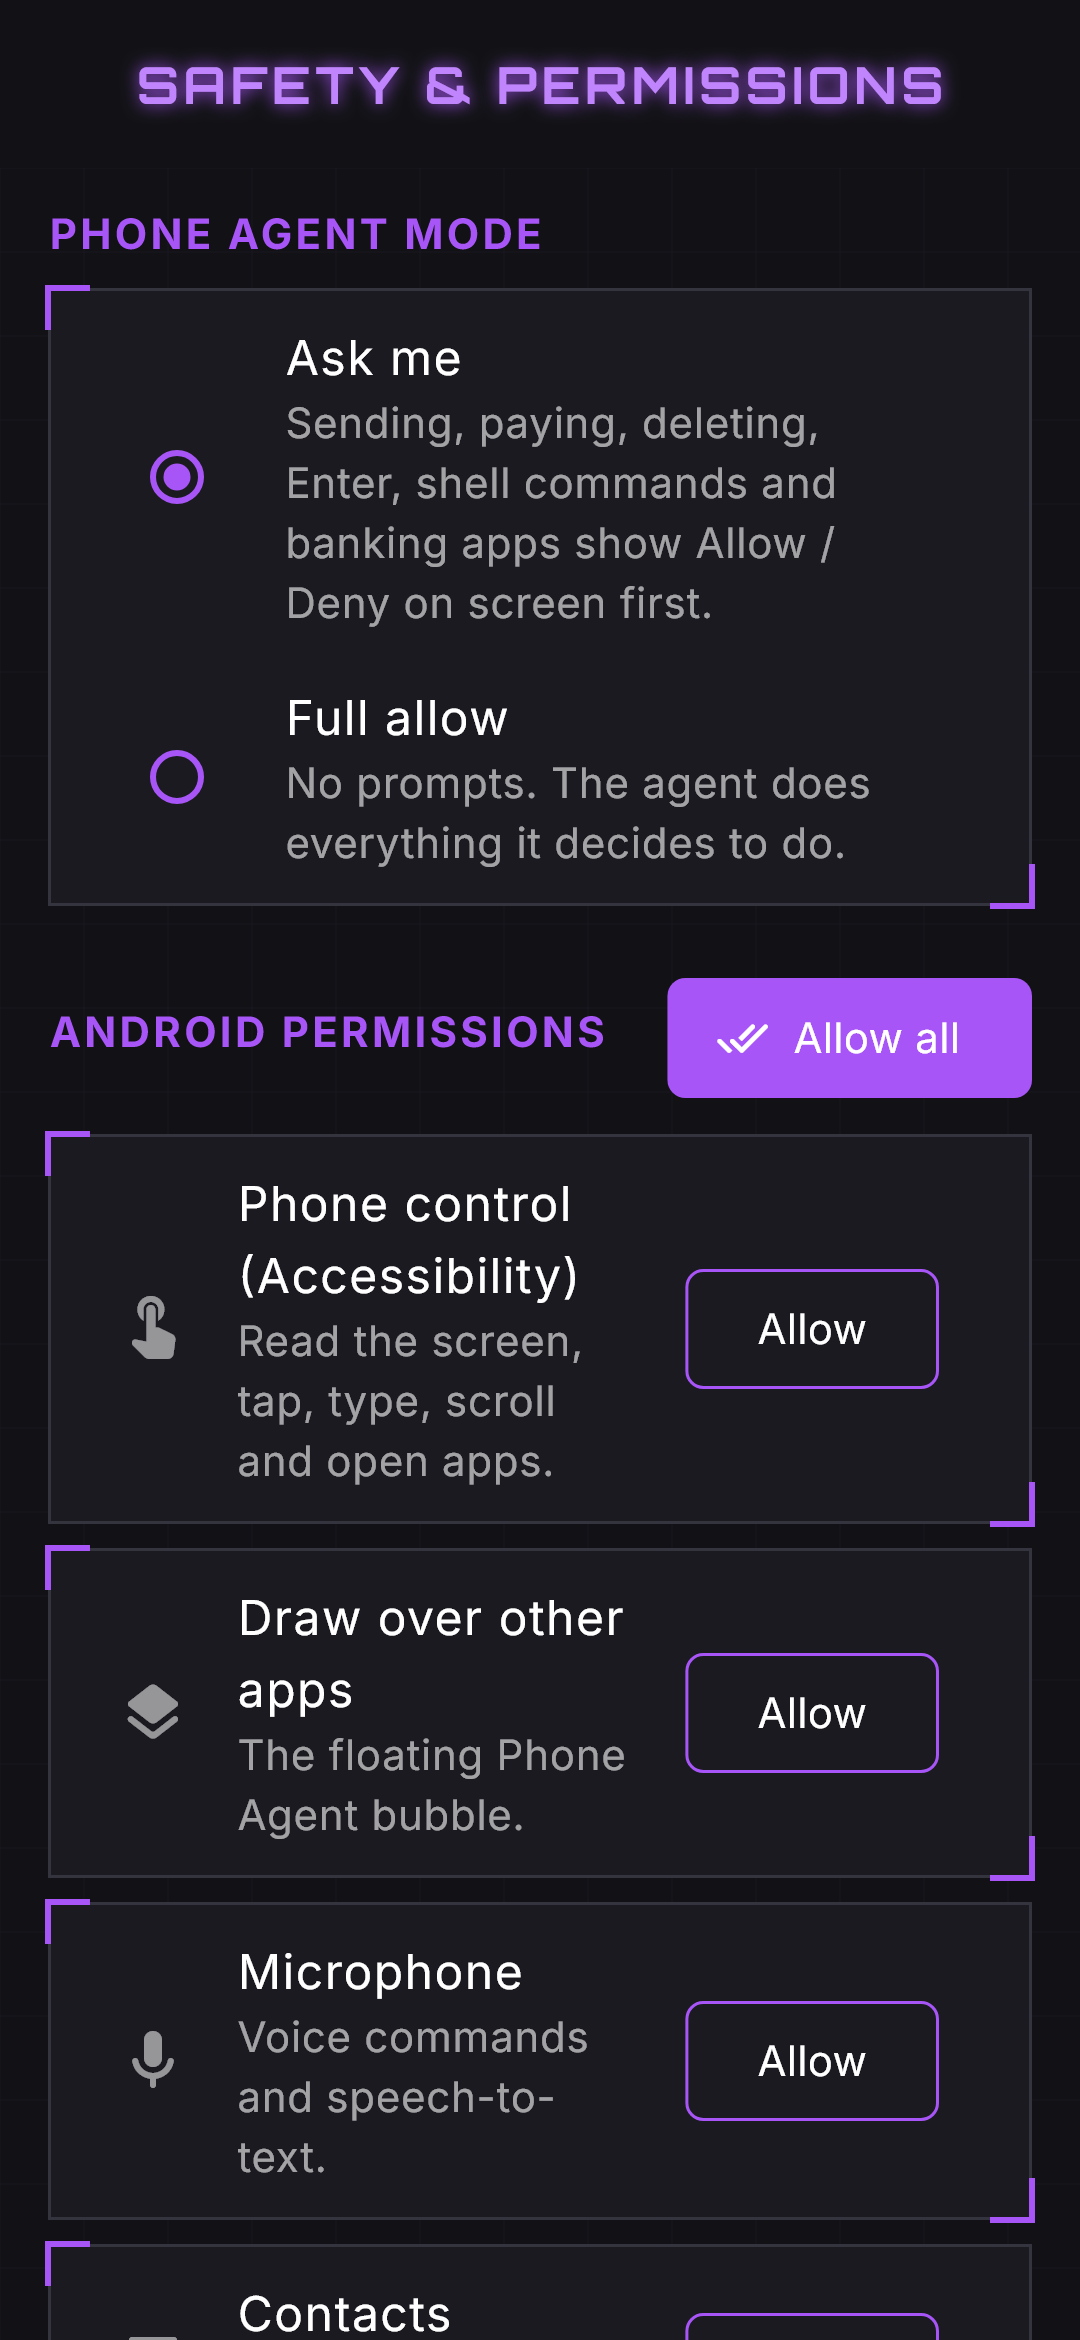 SAFETY & PERMISSIONS
PHONE AGENT MODE
Ask me
Sending, paying, deleting,
Enter, shell commands and
banking apps show Allow /
Deny on screen first.
Full allow
No prompts. The agent does
everything it decides to do.
ANDROID PERMISSIONS
Allow all
Phone control
(Accessibility)
Read the screen,
tap, type, scroll
and open apps.
Allow
Draw over other
apps
The floating Phone
Agent bubble.
Allow
Microphone
Voice commands
and speech-to-
text.
Allow
Contacts